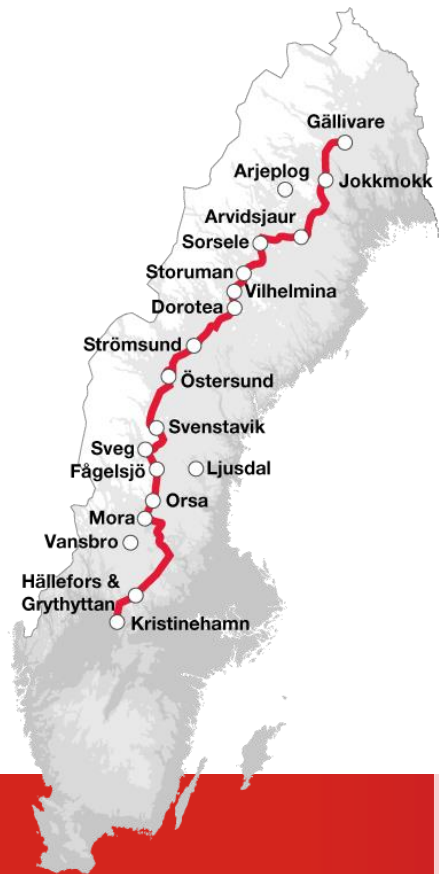 Gällivare
Arjeplog
Jokkmokk
Arvidsjaur
Sorsele
Storuman
Vilhelmina
Dorotea
Strömsund
Östersund
Svenstavik
Sveg
Fågelsjö
Ljusdal
Orsa
Mora
Vansbro
Hällefors &
Grythyttan
Kristinehamn